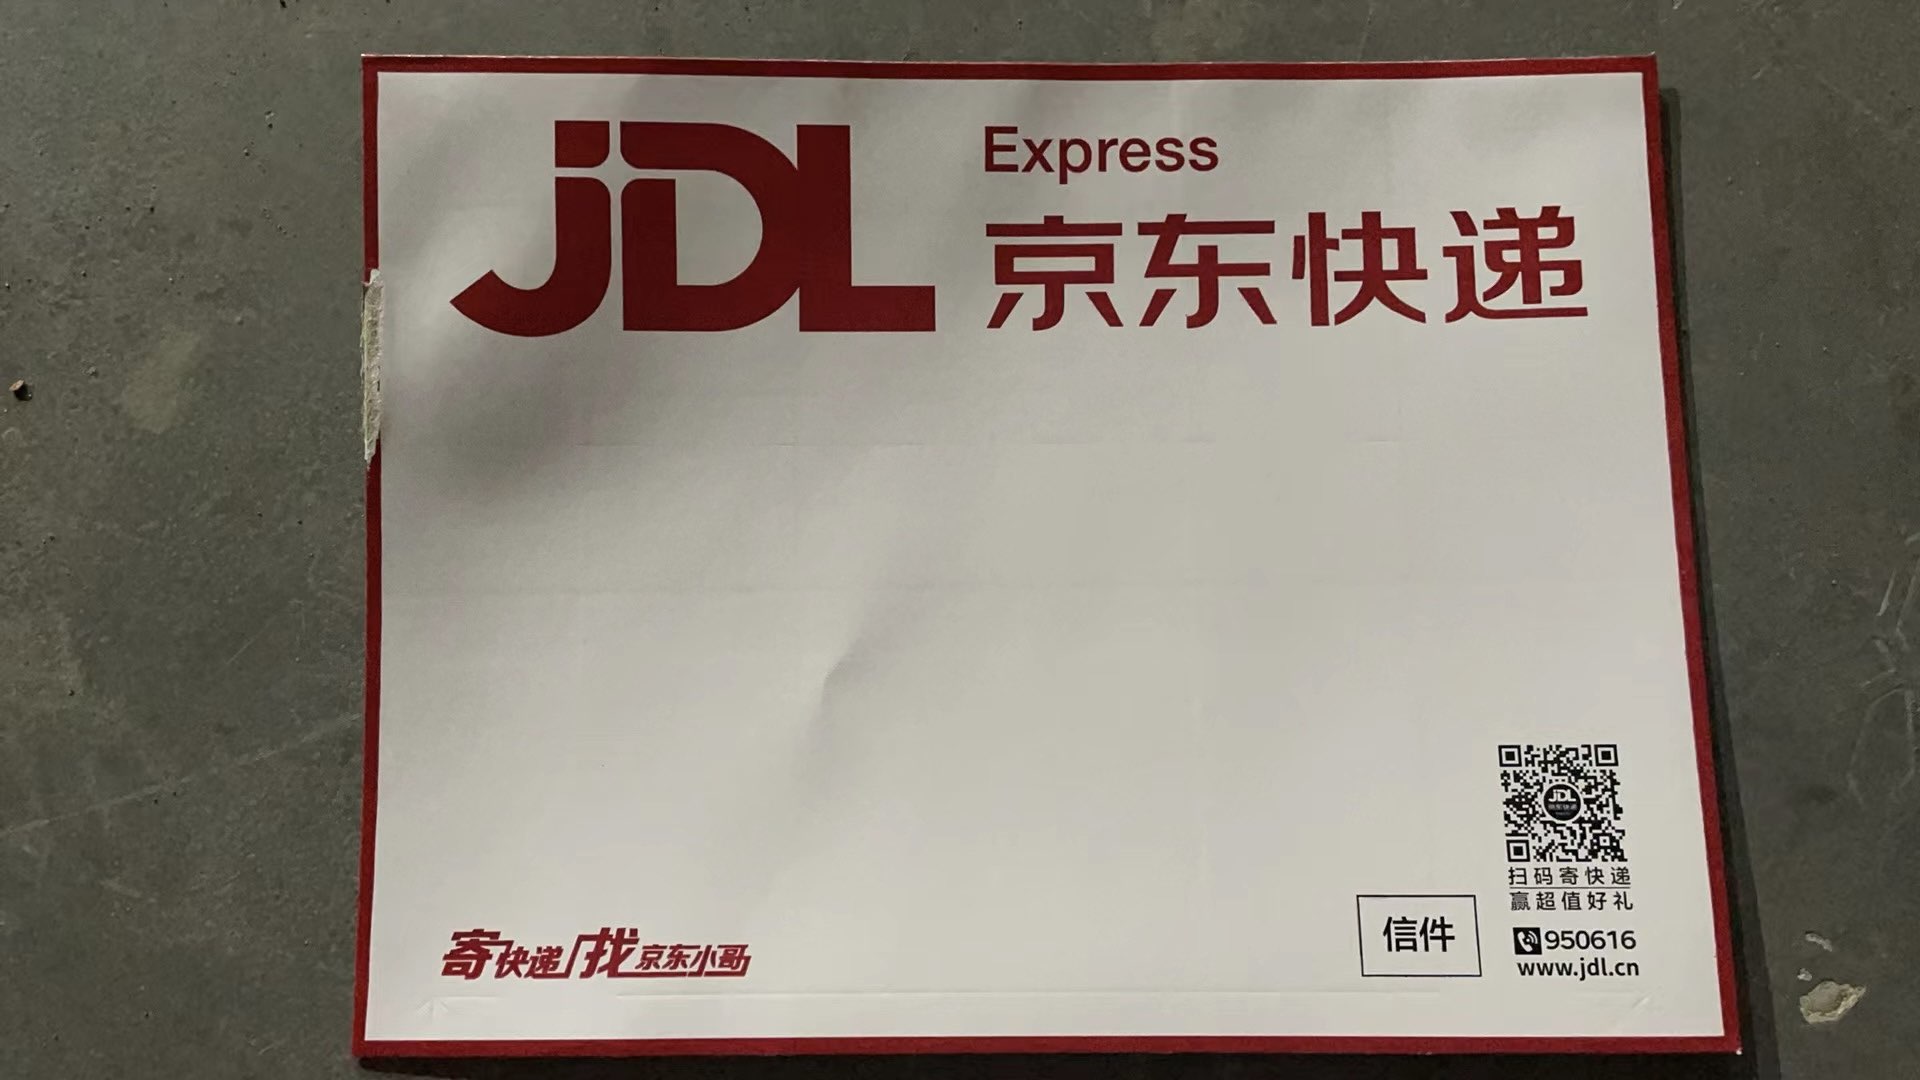 JDL
Express
京东快递
扫码寄快递
赢超值好礼
信件
950616
www.jdl.cn
寄快递 找京东小哥